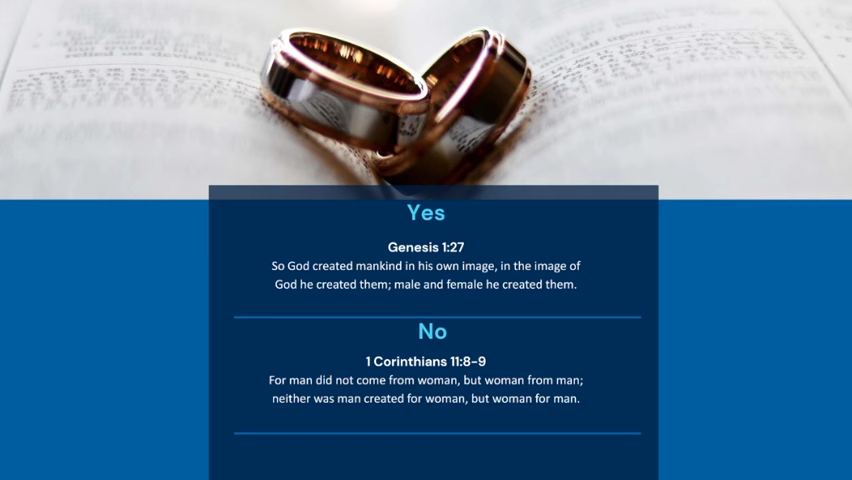 Yes
Genesis 1:27
So God created mankind in his own image, in the image of
God he created them; male and female he created them.
No
1 Corinthians 11:8-9
For man did not come from woman, but woman from man;
neither was man created for woman, but woman for man.